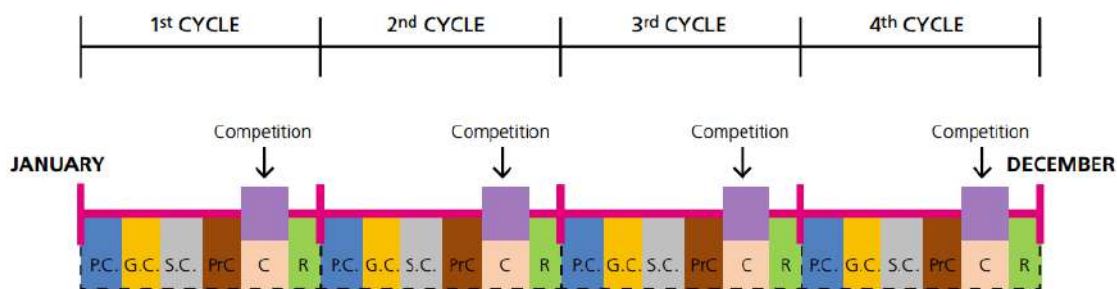 1st CYCLE 2nd CYCLE 3rd CYCLE 4th CYCLE
Competition Competition Competition Competition
JANUARY DECEMBER
P.C. G.C. S.C. PrC C R P.C. G.C. S.C. PrC C R P.C. G.C. S.C. PrC C R P.C. G.C. S.C. PrC C R